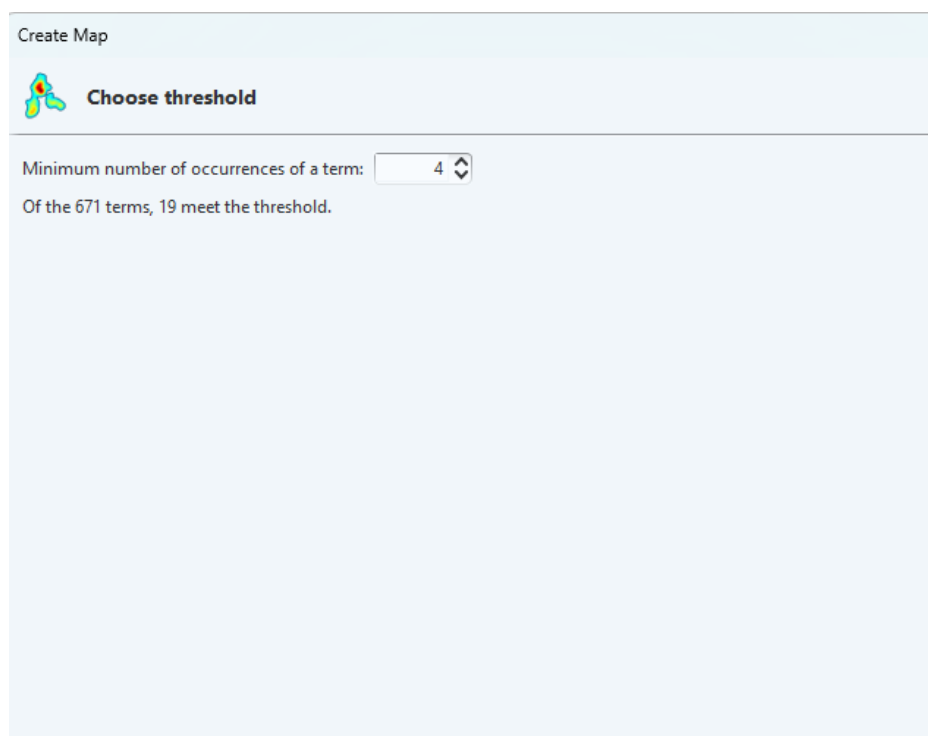 Create Map
Choose threshold
Minimum number of occurrences of a term: 4
Of the 671 terms, 19 meet the threshold.